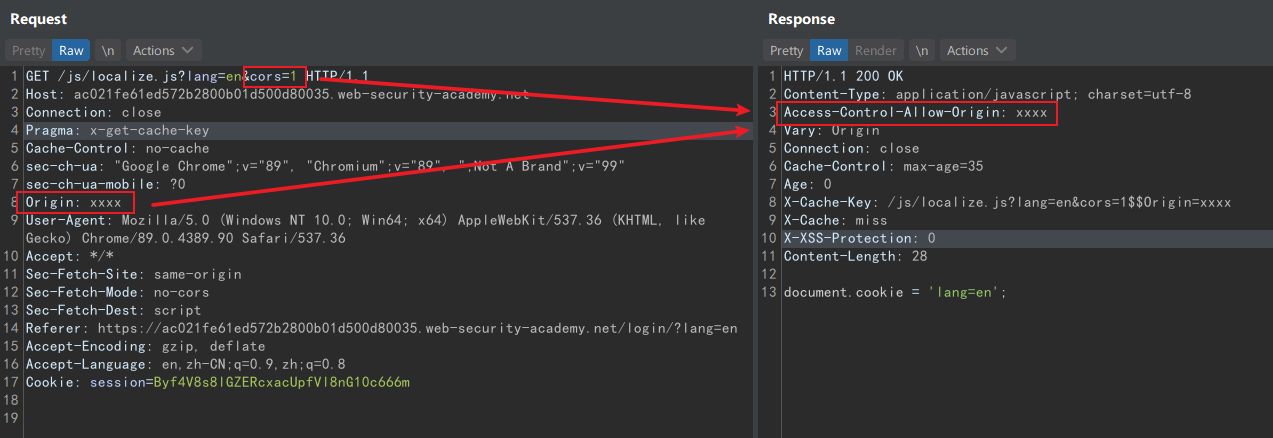 Request
Response
Pretty Raw \n Actions
Pretty Raw Render \n Actions
1 GET /js/localize.js?lang=en&cors=1 HTTP/1.1
2 Host: ac021fe61ed572b2800b01d500d80035.web-security-academy.net
3 Connection: close
4 Pragma: x-get-cache-key
5 Cache-Control: no-cache
6 sec-ch-ua: "Google Chrome";v="89", "Chromium";v="89", ";Not A Brand";v="99"
7 sec-ch-ua-mobile: ?0
8 Origin: xxxx
9 User-Agent: Mozilla/5.0 (Windows NT 10.0; Win64; x64) AppleWebKit/537.36 (KHTML, like
Gecko) Chrome/89.0.4389.90 Safari/537.36
10 Accept: */*
11 Sec-Fetch-Site: same-origin
12 Sec-Fetch-Mode: no-cors
13 Sec-Fetch-Dest: script
14 Referer: https://ac021fe61ed572b2800b01d500d80035.web-security-academy.net/login/?lang=en
15 Accept-Encoding: gzip, deflate
16 Accept-Language: en,zh-CN;q=0.9,zh;q=0.8
17 Cookie: session=Byf4V8s8lGZERcxacUpfVl8nG10c666m
18
19
1 HTTP/1.1 200 OK
2 Content-Type: application/javascript; charset=utf-8
3 Access-Control-Allow-Origin: xxxx
4 Vary: Origin
5 Connection: close
6 Cache-Control: max-age=35
7 Age: 0
8 X-Cache-Key: /js/localize.js?lang=en&cors=1$$Origin=xxxx
9 X-Cache: miss
10 X-XSS-Protection: 0
11 Content-Length: 28
12
13 document.cookie = 'lang=en';